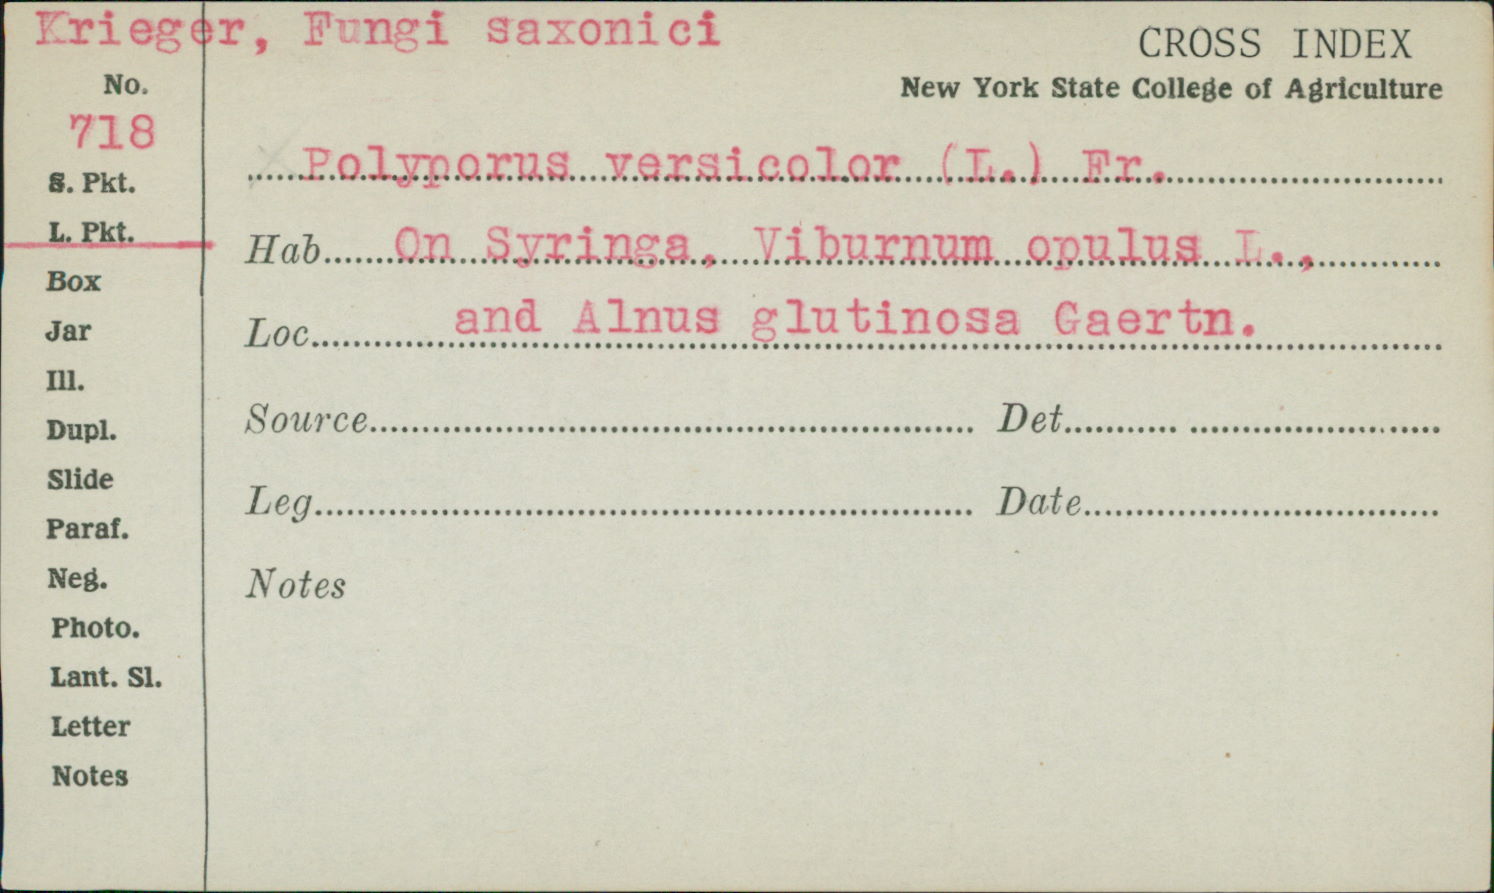 Krieger, Fungi saxonici
CROSS INDEX
New York State College of Agriculture
No.
718
S. Pkt.
L. Pkt.
Box
Jar
Ill.
Dupl.
Slide
Paraf.
Neg.
Photo.
Lant. Sl.
Letter
Notes
Polyporus versicolor (L.) Fr.
Hab. On Syringa, Viburnum opulus L.,
Loc. and Alnus glutinosa Gaertn.
Source Det.
Leg. Date
Notes